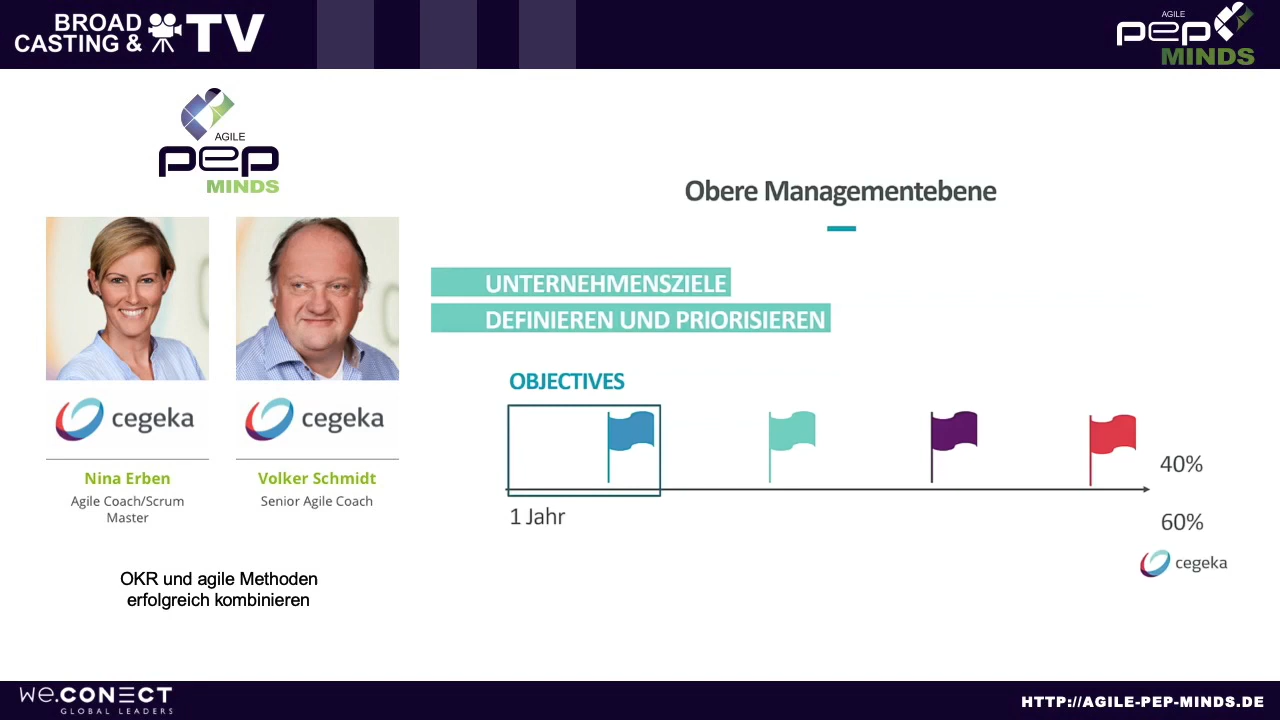 BROAD
CASTING & TV
AGILE
pep
MINDS
AGILE
pep
MINDS
cegeka
cegeka
Nina Erben
Agile Coach/Scrum
Master
Volker Schmidt
Senior Agile Coach
OKR und agile Methoden
erfolgreich kombinieren
Obere Managementebene
UNTERNEHMENSZIELE
DEFINIEREN UND PRIORISIEREN
OBJECTIVES
40%
1 Jahr
60%
cegeka
we.CONECT
GLOBAL LEADERS
HTTP://AGILE-PEP-MINDS.DE